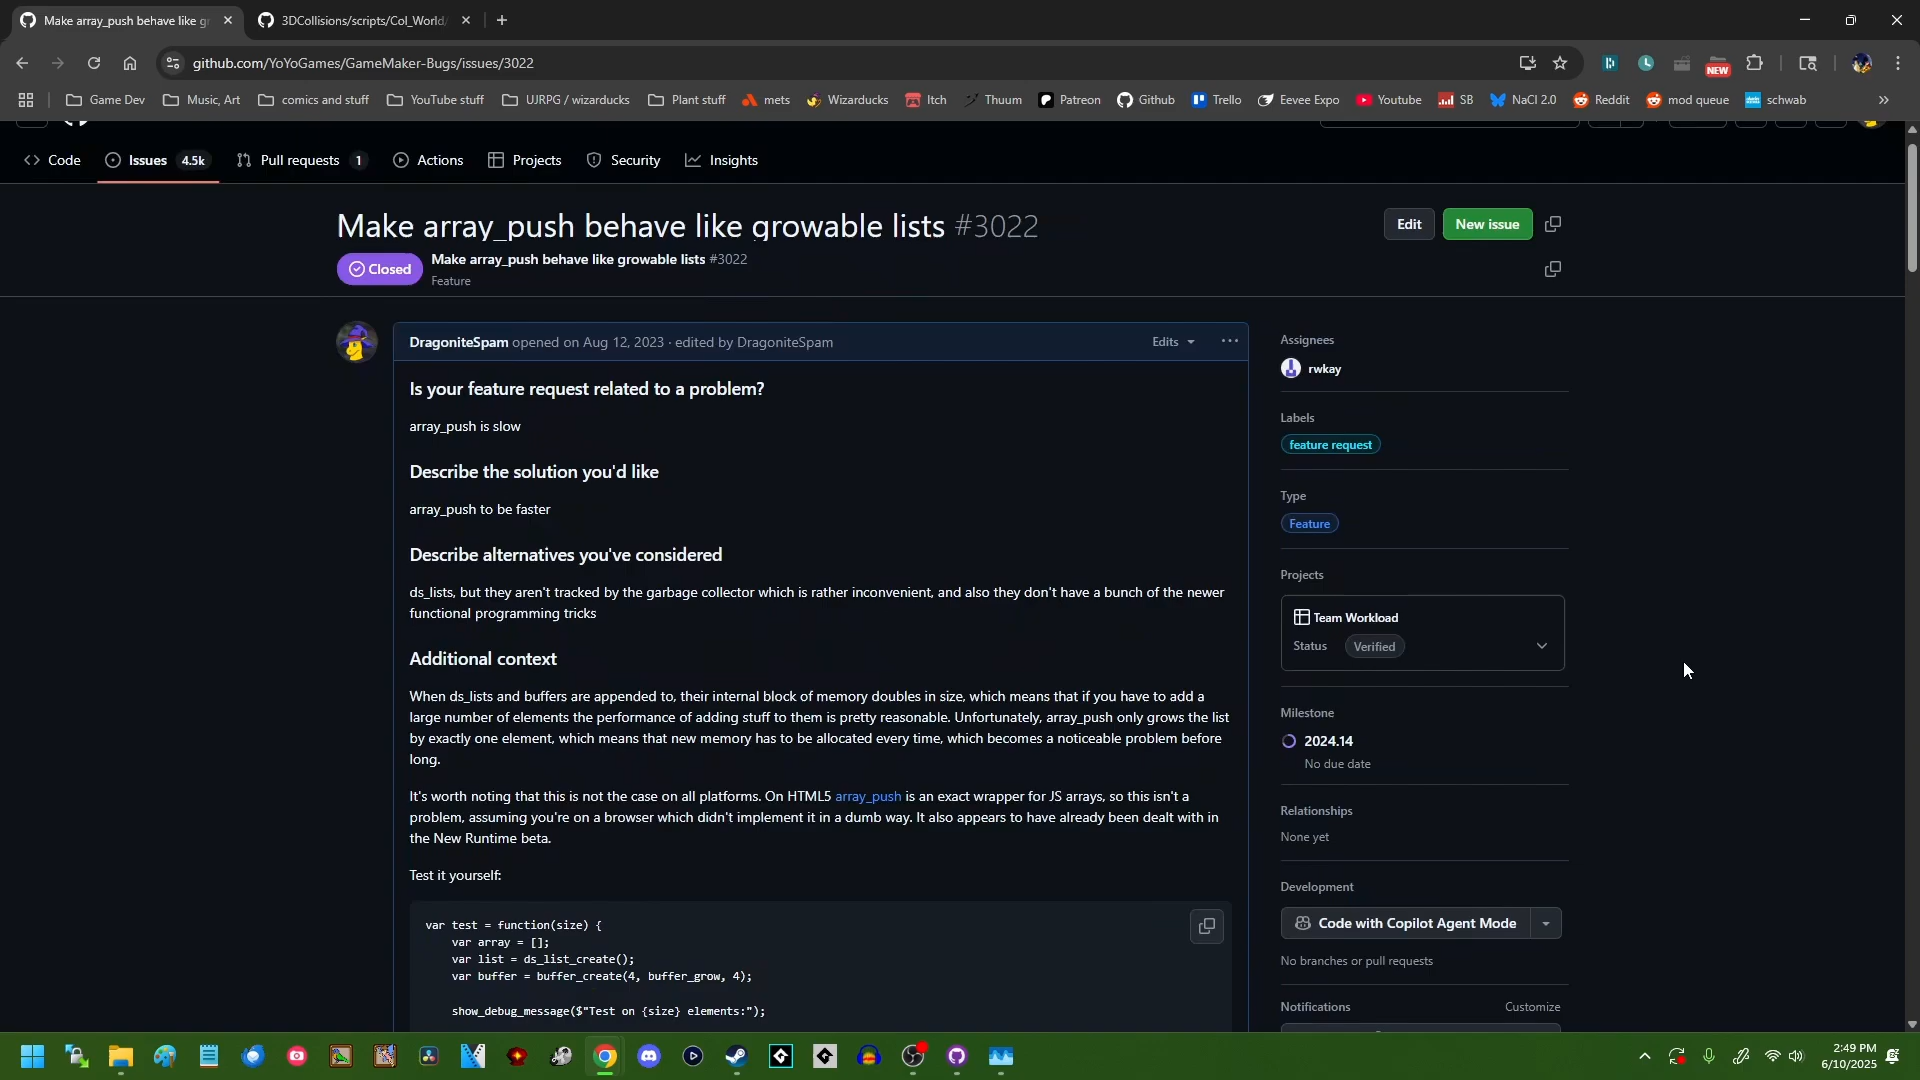 Make array_push behave like gr
3DCollisions/scripts/Col_World/
github.com/YoYoGames/GameMaker-Bugs/issues/3022
NEW
Game Dev
Music, Art
comics and stuff
YouTube stuff
UJRPG / wizarducks
Plant stuff
mets
Wizarducks
Itch
Thuum
Patreon
Github
Trello
Eevee Expo
Youtube
SB
NaCl 2.0
Reddit
mod queue
schwab
Code
Issues 4.5k
Pull requests 1
Actions
Projects
Security
Insights
Make array_push behave like growable lists #3022
Edit
New issue
Closed
Make array_push behave like growable lists #3022
Feature
DragoniteSpam opened on Aug 12, 2023 · edited by DragoniteSpam
Edits
Is your feature request related to a problem?
array_push is slow
Describe the solution you'd like
array_push to be faster
Describe alternatives you've considered
ds_lists, but they aren't tracked by the garbage collector which is rather inconvenient, and also they don't have a bunch of the newer
functional programming tricks
Additional context
When ds_lists and buffers are appended to, their internal block of memory doubles in size, which means that if you have to add a
large number of elements the performance of adding stuff to them is pretty reasonable. Unfortunately, array_push only grows the list
by exactly one element, which means that new memory has to be allocated every time, which becomes a noticeable problem before
long.
It's worth noting that this is not the case on all platforms. On HTML5 array_push is an exact wrapper for JS arrays, so this isn't a
problem, assuming you're on a browser which didn't implement it in a dumb way. It also appears to have already been dealt with in
the New Runtime beta.
Test it yourself:
var test = function(size) {
var array = [];
var list = ds_list_create();
var buffer = buffer_create(4, buffer_grow, 4);
show_debug_message($"Test on {size} elements:");
Assignees
rwkay
Labels
feature request
Type
Feature
Projects
Team Workload
Status Verified
Milestone
2024.14
No due date
Relationships
None yet
Development
Code with Copilot Agent Mode
No branches or pull requests
Notifications
Customize
2:49 PM
6/10/2025